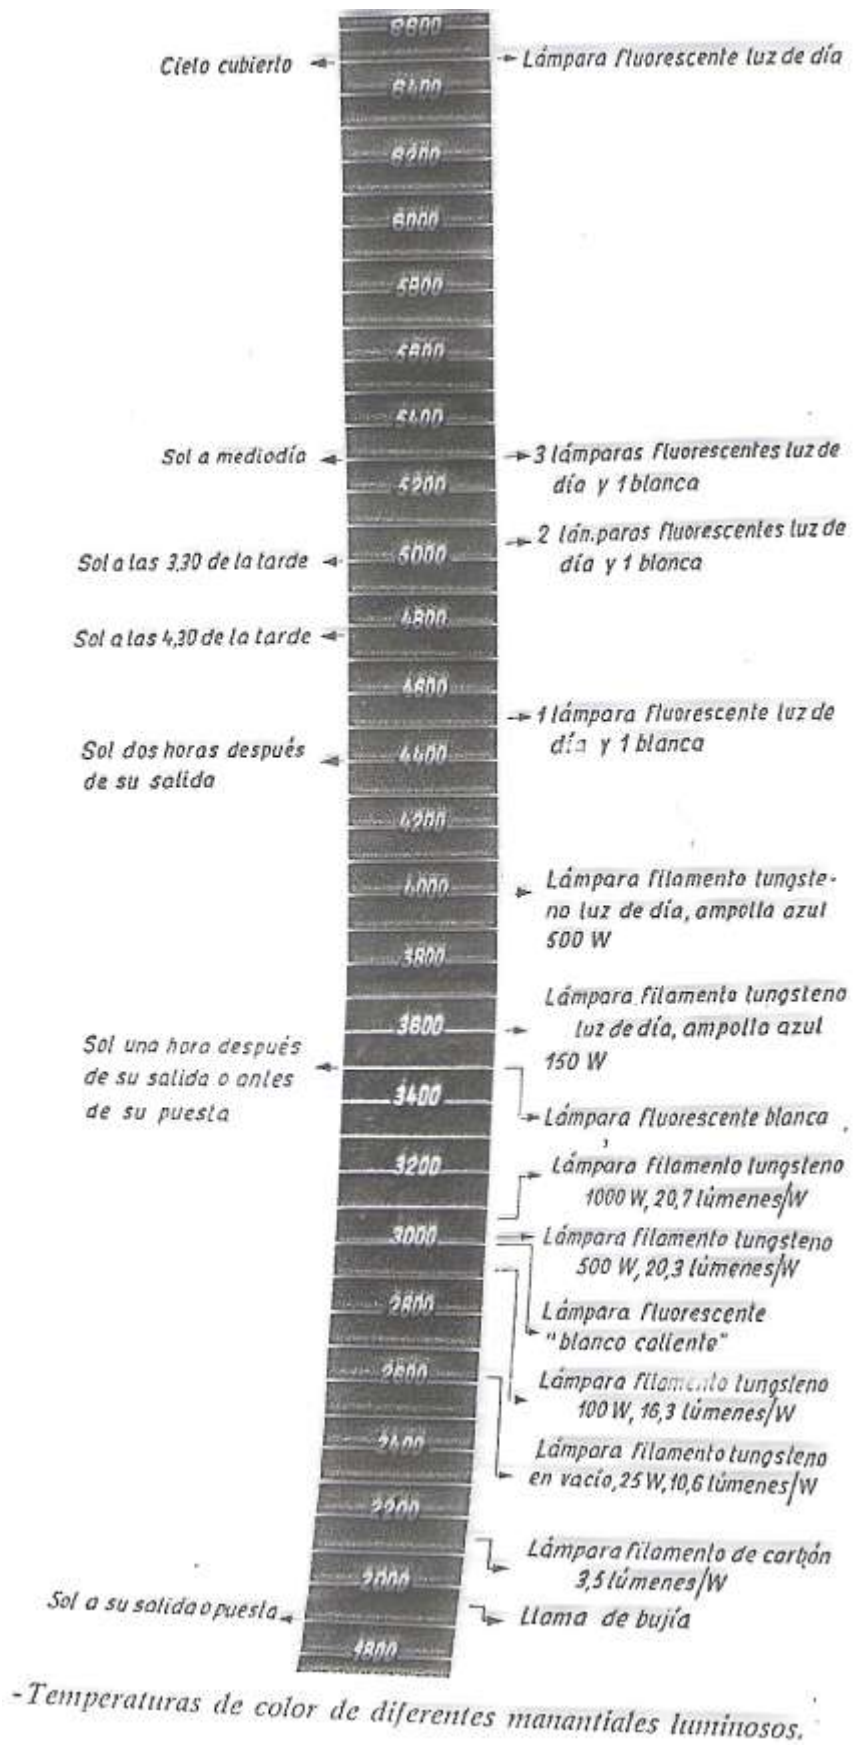 6600
Cielo cubierto
Lámpara fluorescente luz de día
6400
6200
6000
5800
5600
5400
Sol a mediodía
3 lámparas fluorescentes luz de
día y 1 blanca
5200
2 lán.paras fluorescentes luz de
día y 1 blanca
5000
Sol a las 3,30 de la tarde
4800
Sol a las 4,30 de la tarde
4600
1 lámpara fluorescente luz de
día y 1 blanca
Sol dos horas después
de su salida
4400
4200
4000
Lámpara filamento tungste-
no luz de día, ampolla azul
500 W
3800
Lámpara filamento tungsteno
luz de día, ampolla azul
150 W
3600
Sol una hora después
de su salida o antes
de su puesta
3400
Lámpara fluorescente blanca
3200
Lámpara filamento tungsteno
1000 W, 20,7 lúmenes/W
3000
Lámpara filamento tungsteno
500 W, 20,3 lúmenes/W
2800
Lámpara fluorescente
"blanco caliente"
2600
Lámpara filamento tungsteno
100 W, 16,3 lúmenes/W
2400
Lámpara filamento tungsteno
en vacío, 25 W, 10,6 lúmenes/W
2200
Lámpara filamento de carbón
3,5 lúmenes/W
2000
Sol a su salida o puesta
Llama de bujía
1800
-Temperaturas de color de diferentes manantiales luminosos.